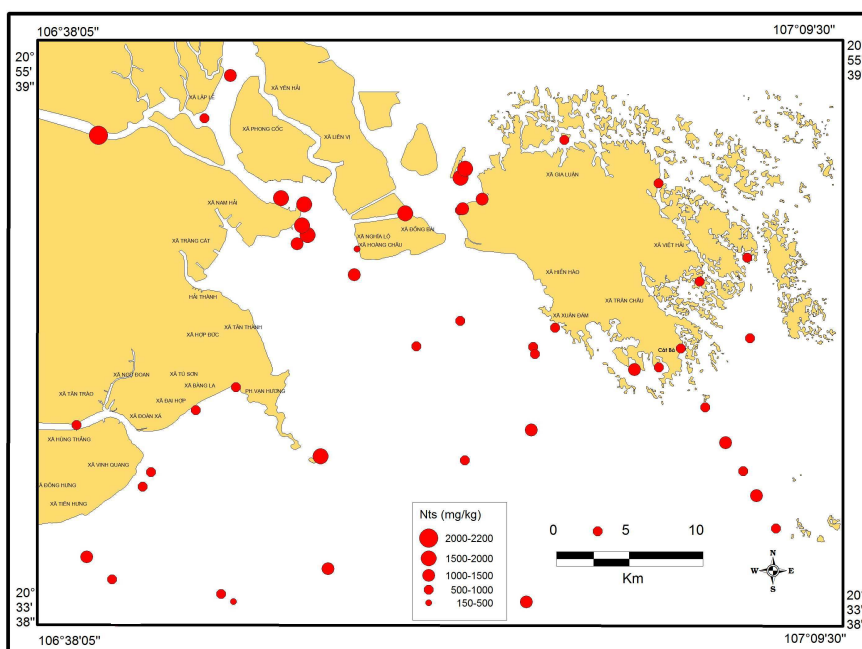 106°38'05"
107°09'30"
20°
55'
39"
20°
55'
39"
XÃ YÊN HẢI
XÃ LẬP LỄ
XÃ PHONG CỐC
XÃ LIÊN VỊ
XÃ GIA LUẬN
XÃ NAM HẢI
XÃ ĐỒNG BÀI
XÃ NGHĨA LỘ
XÃ HOÀNG CHÂU
XÃ TRÀNG CÁT
XÃ VIỆT HẢI
XÃ HIỀN HÀO
HẢI THÀNH
XÃ TRÂN CHÂU
XÃ XUÂN ĐÁM
XÃ TÂN THÀNH
XÃ HỢP ĐỨC
Cát Bà
XÃ NGŨ ĐOAN
XÃ TÚ SƠN
XÃ TÂN TRÀO
XÃ BÀNG LA
PH.VẠN HƯƠNG
XÃ ĐẠI HỢP
XÃ ĐOÀN XÁ
XÃ HÙNG THẮNG
XÃ VINH QUANG
XÃ ĐÔNG HƯNG
XÃ TIÊN HƯNG
Nts (mg/kg)
2000-2200
1500-2000
1000-1500
500-1000
150-500
0 5 10
Km
N
W E
S
20°
33'
38"
20°
33'
38"
106°38'05"
107°09'30"